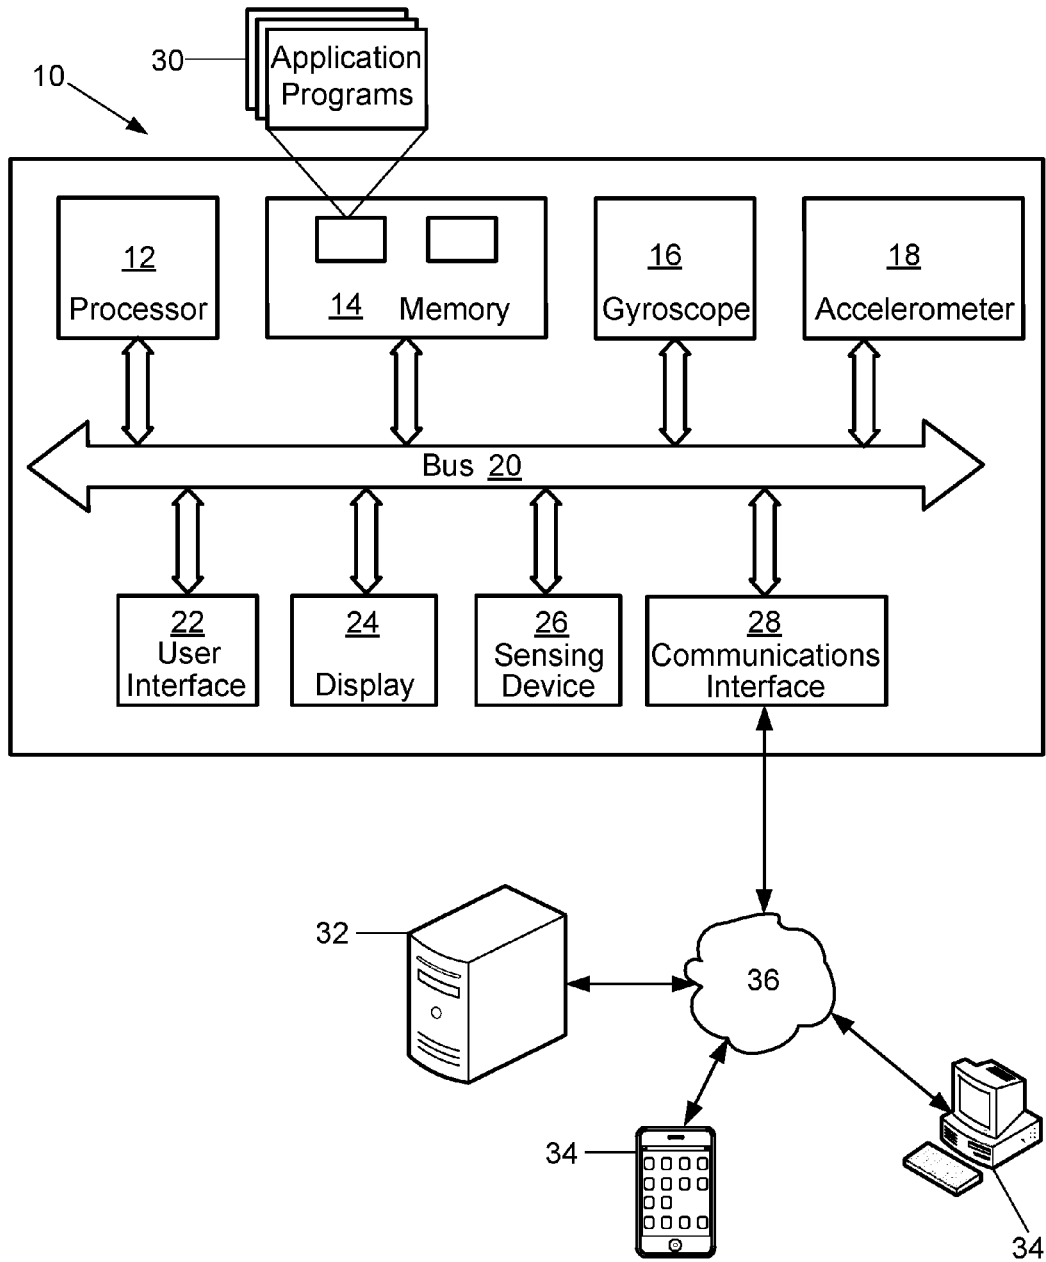 30
Application
Programs
10
12
Processor
14 Memory
16
Gyroscope
18
Accelerometer
Bus 20
22
User
Interface
24
Display
26
Sensing
Device
28
Communications
Interface
32
36
34
34